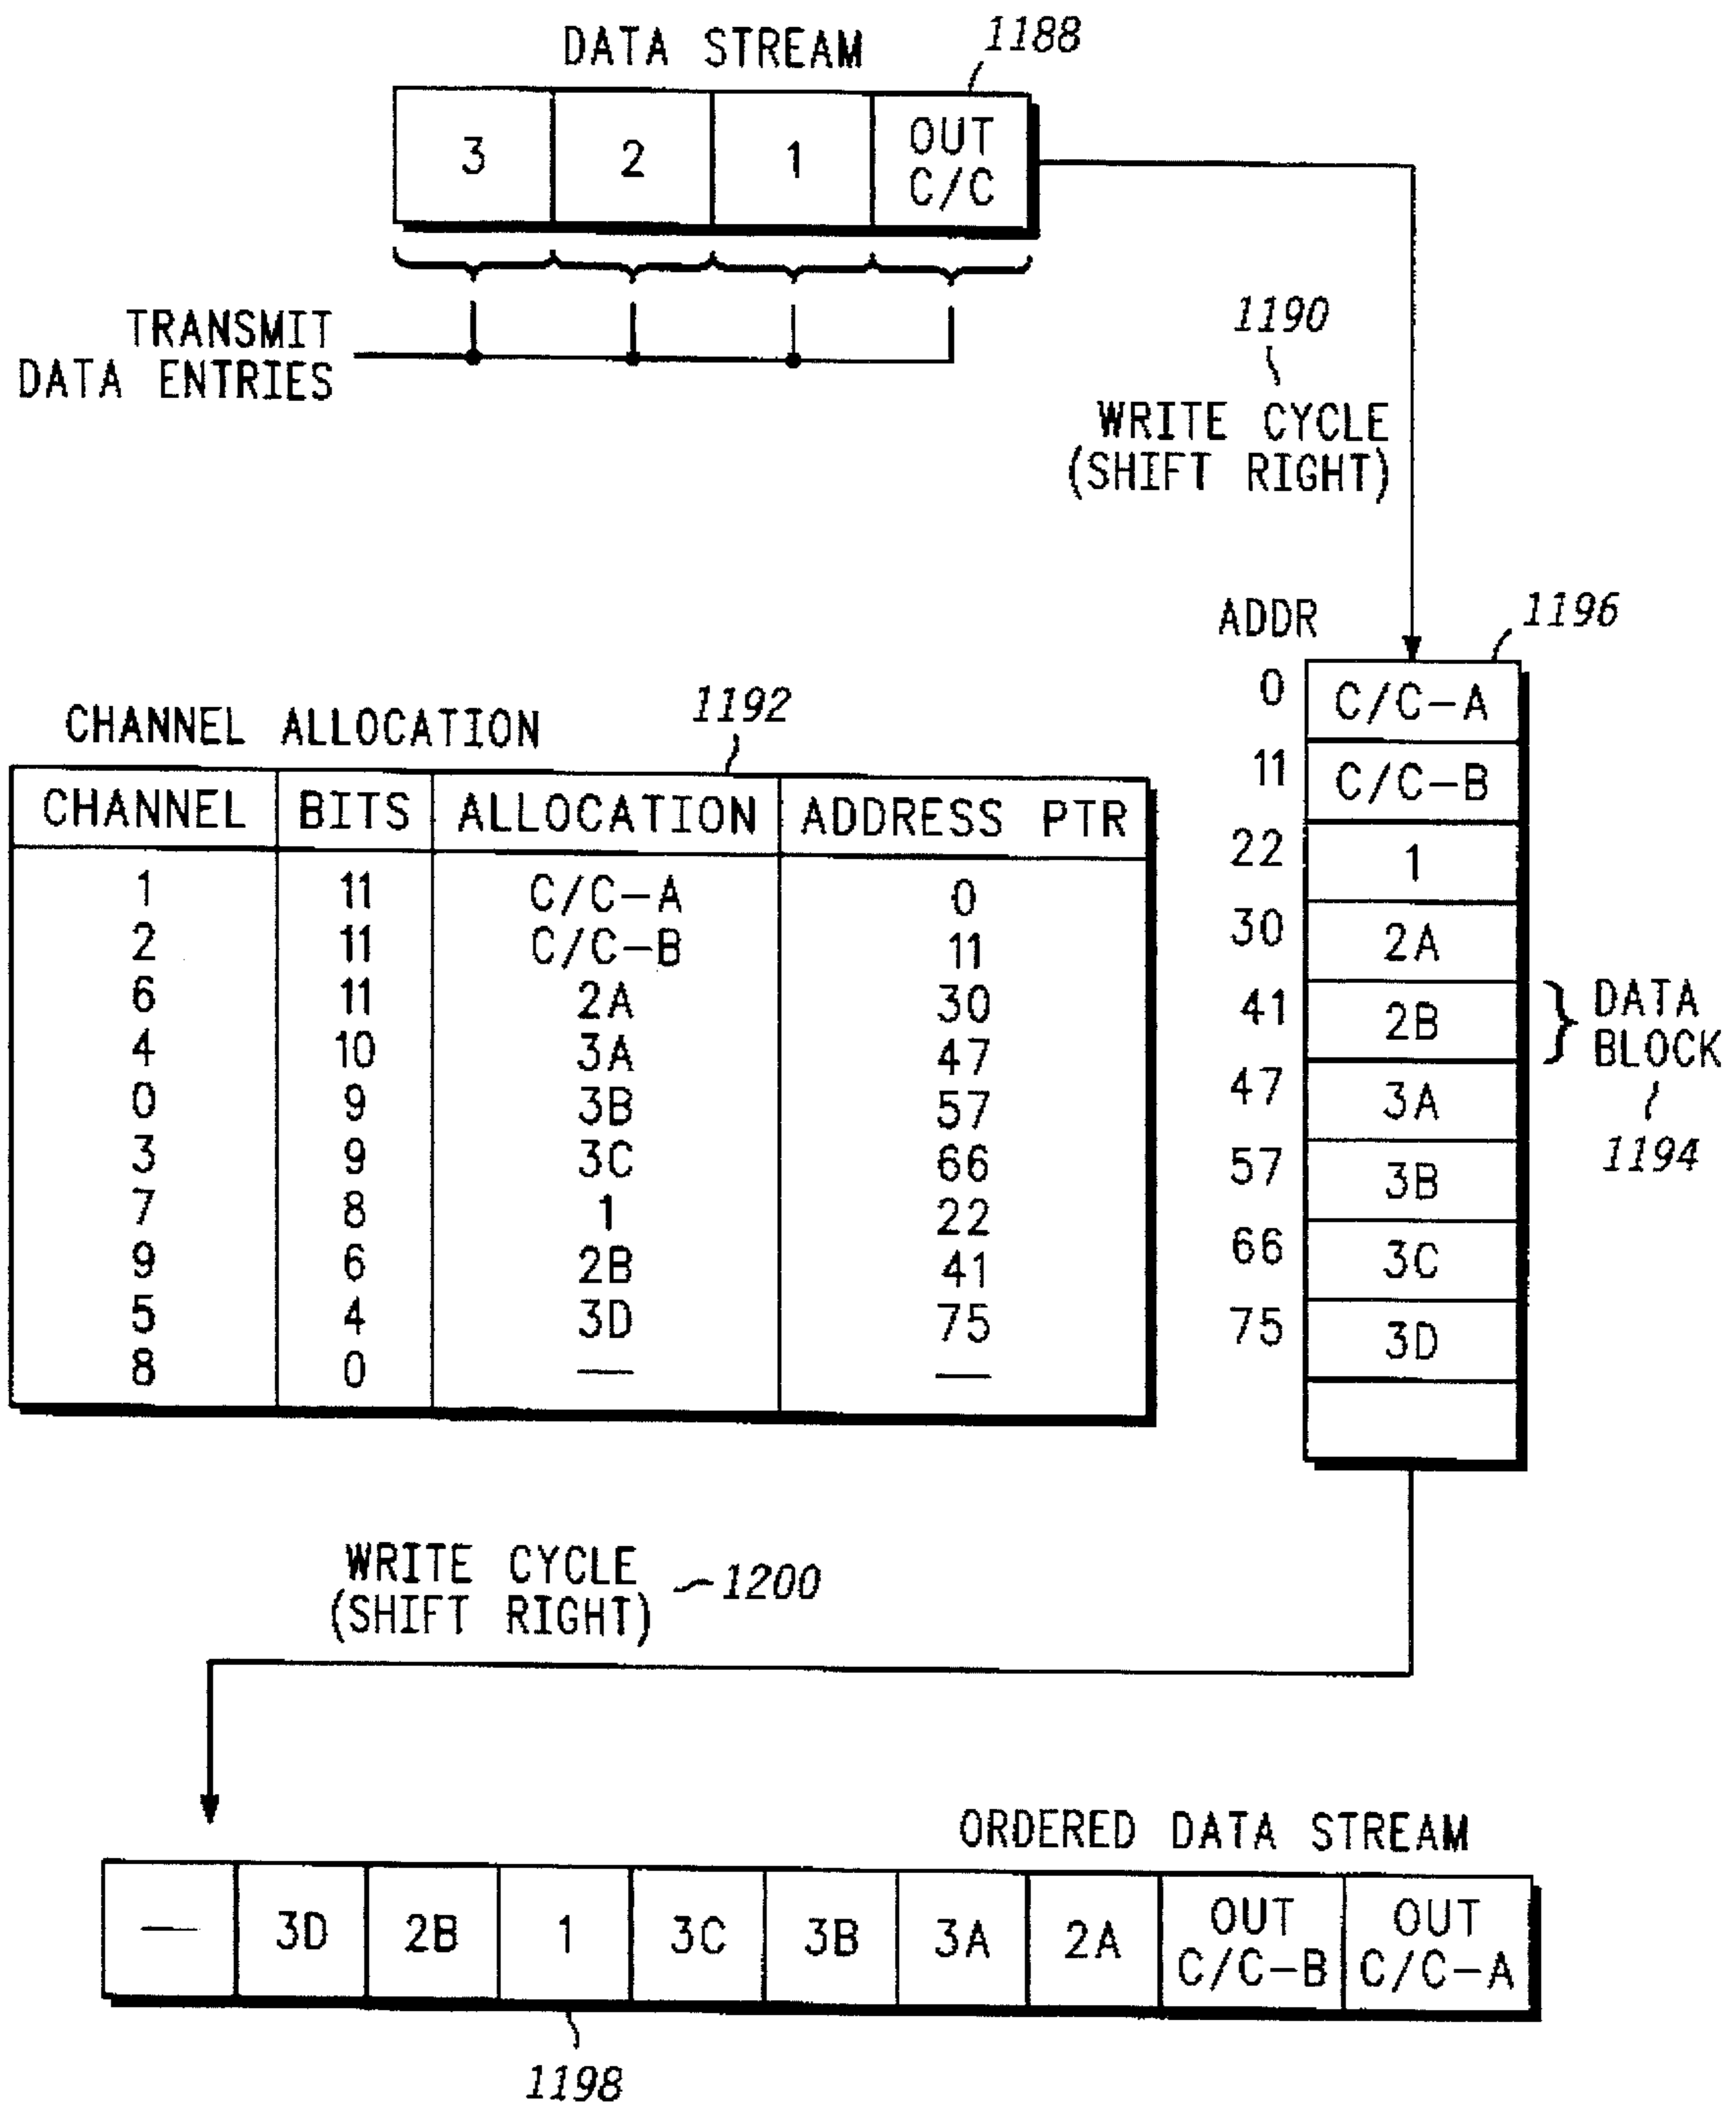 DATA STREAM
1188
3 2 1 OUT C/C
TRANSMIT
DATA ENTRIES
1190
WRITE CYCLE
(SHIFT RIGHT)
ADDR
1196
0 C/C-A
11 C/C-B
22 1
30 2A
41 2B
47 3A
57 3B
66 3C
75 3D
DATA
BLOCK
1194
CHANNEL ALLOCATION
1192
CHANNEL BITS ALLOCATION ADDRESS PTR
1 11 C/C-A 0
2 11 C/C-B 11
6 11 2A 30
4 10 3A 47
0 9 3B 57
3 9 3C 66
7 8 1 22
9 6 2B 41
5 4 3D 75
8 0 — —
WRITE CYCLE
(SHIFT RIGHT)
1200
ORDERED DATA STREAM
— 3D 2B 1 3C 3B 3A 2A OUT C/C-B OUT C/C-A
1198